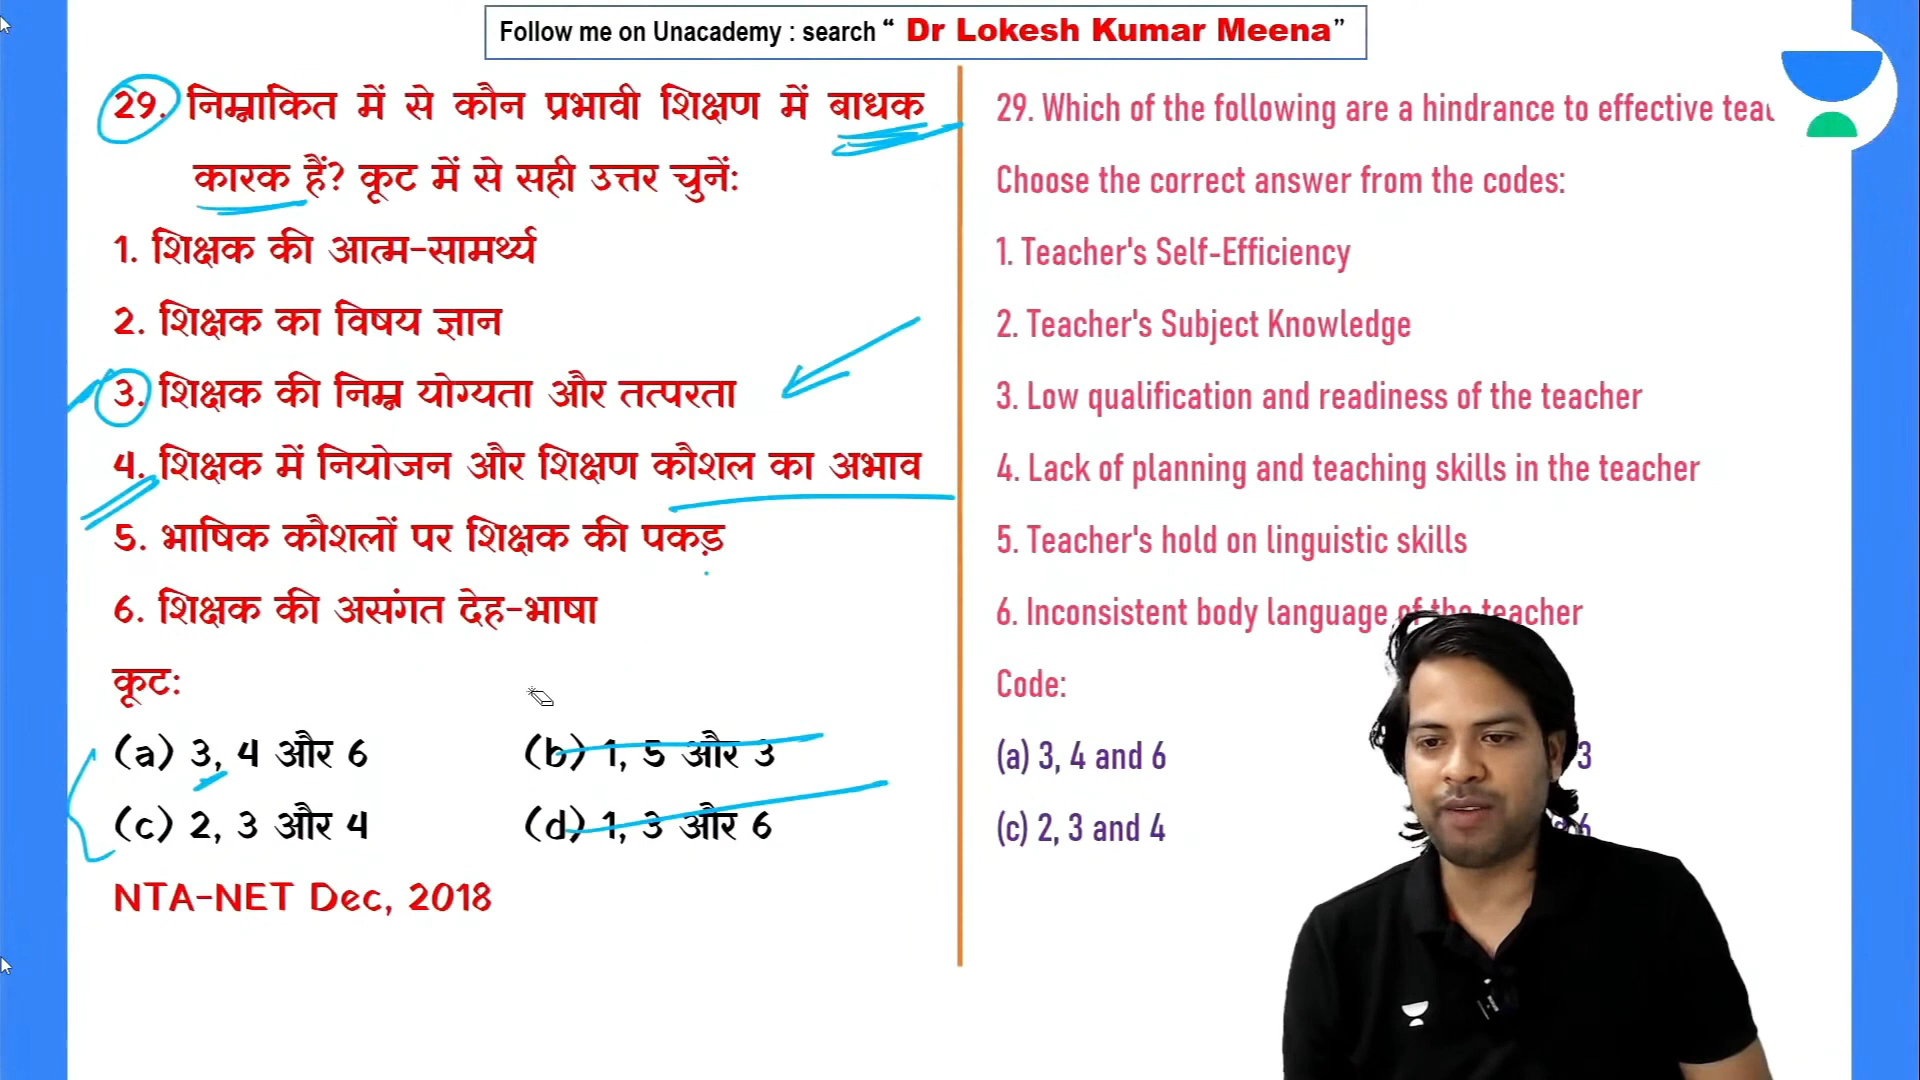 Follow me on Unacademy : search “ Dr Lokesh Kumar Meena”
29. निम्नांकित में से कौन प्रभावी शिक्षण में बाधक
कारक हैं? कूट में से सही उत्तर चुनें:
1. शिक्षक की आत्म-सामर्थ्य
2. शिक्षक का विषय ज्ञान
3. शिक्षक की निम्न योग्यता और तत्परता
4. शिक्षक में नियोजन और शिक्षण कौशल का अभाव
5. भाषिक कौशलों पर शिक्षक की पकड़
6. शिक्षक की असंगत देह-भाषा
कूट:
(a) 3, 4 और 6 (b) 1, 5 और 3
(c) 2, 3 और 4 (d) 1, 3 और 6
NTA-NET Dec, 2018
29. Which of the following are a hindrance to effective
Choose the correct answer from the codes:
1. Teacher's Self-Efficiency
2. Teacher's Subject Knowledge
3. Low qualification and readiness of the teacher
4. Lack of planning and teaching skills in the teacher
5. Teacher's hold on linguistic skills
6. Inconsistent body language of the teacher
Code:
(a) 3, 4 and 6 3
(c) 2, 3 and 4 6